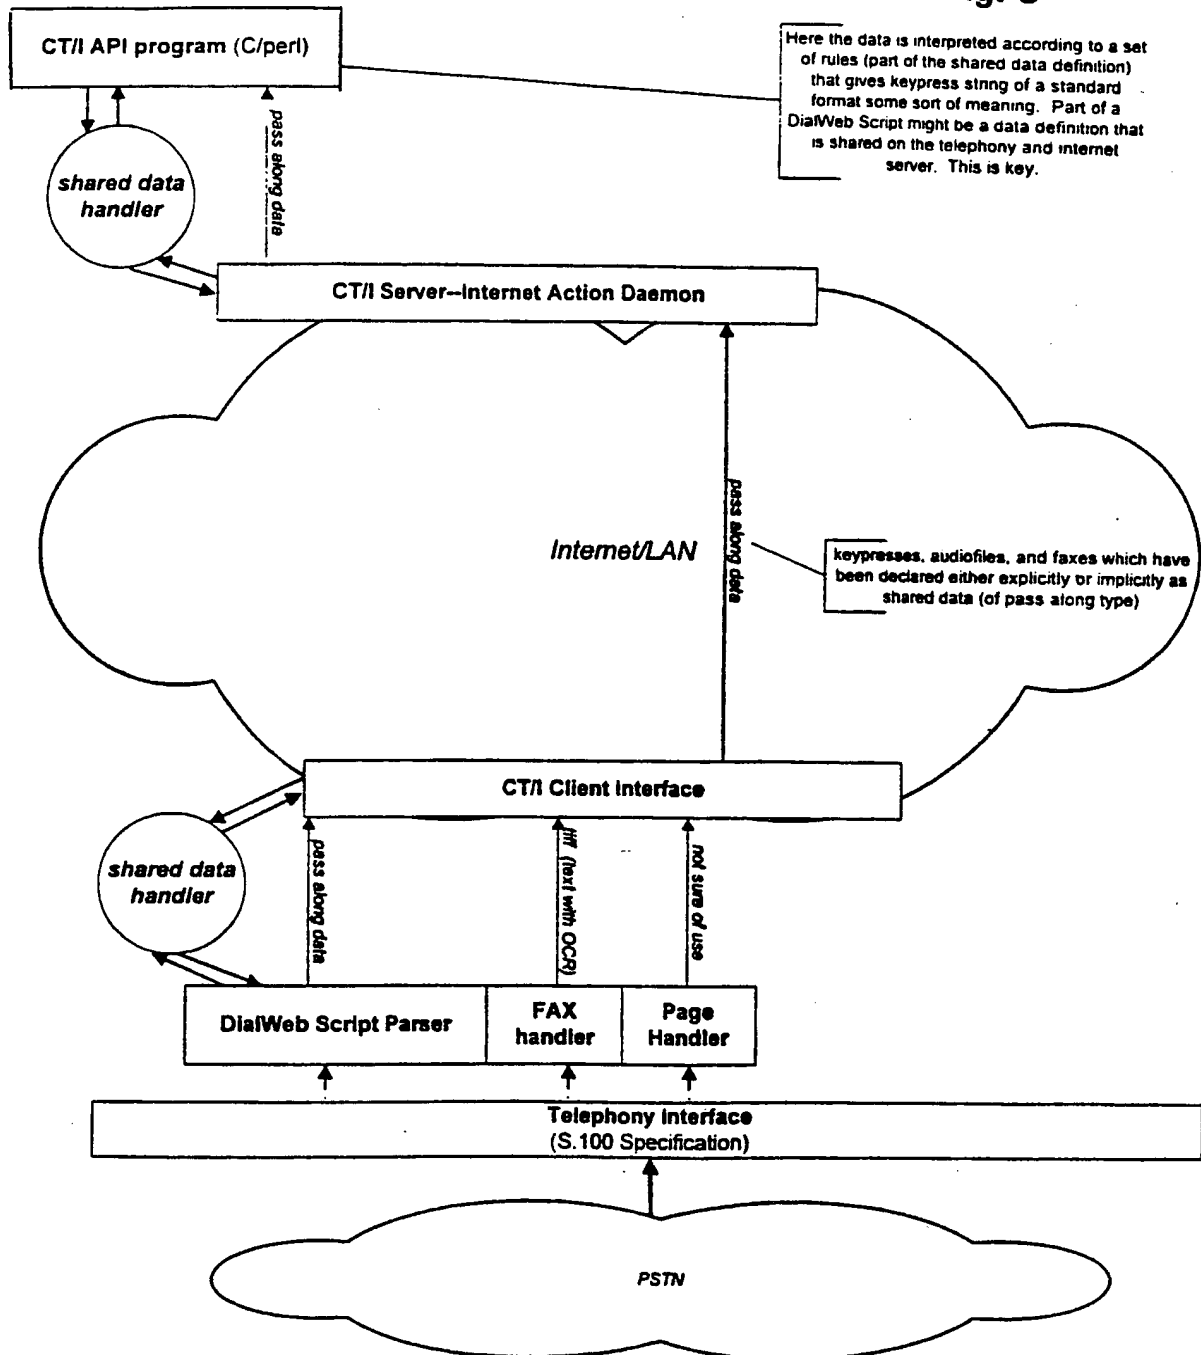 CT/I API program (C/perl)
Here the data is interpreted according to a set
of rules (part of the shared data definition)
that gives keypress string of a standard
format some sort of meaning. Part of a
DialWeb Script might be a data definition that
is shared on the telephony and internet
server. This is key.
pass along data
shared data
handler
CT/I Server--Internet Action Daemon
Internet/LAN
pass along data
keypresses, audiofiles, and faxes which have
been declared either explicitly or implicitly as
shared data (of pass along type)
CT/I Client Interface
shared data
handler
pass along data
(text with OCR)
not sure of use
DialWeb Script Parser
FAX
handler
Page
Handler
Telephony Interface
(S.100 Specification)
PSTN